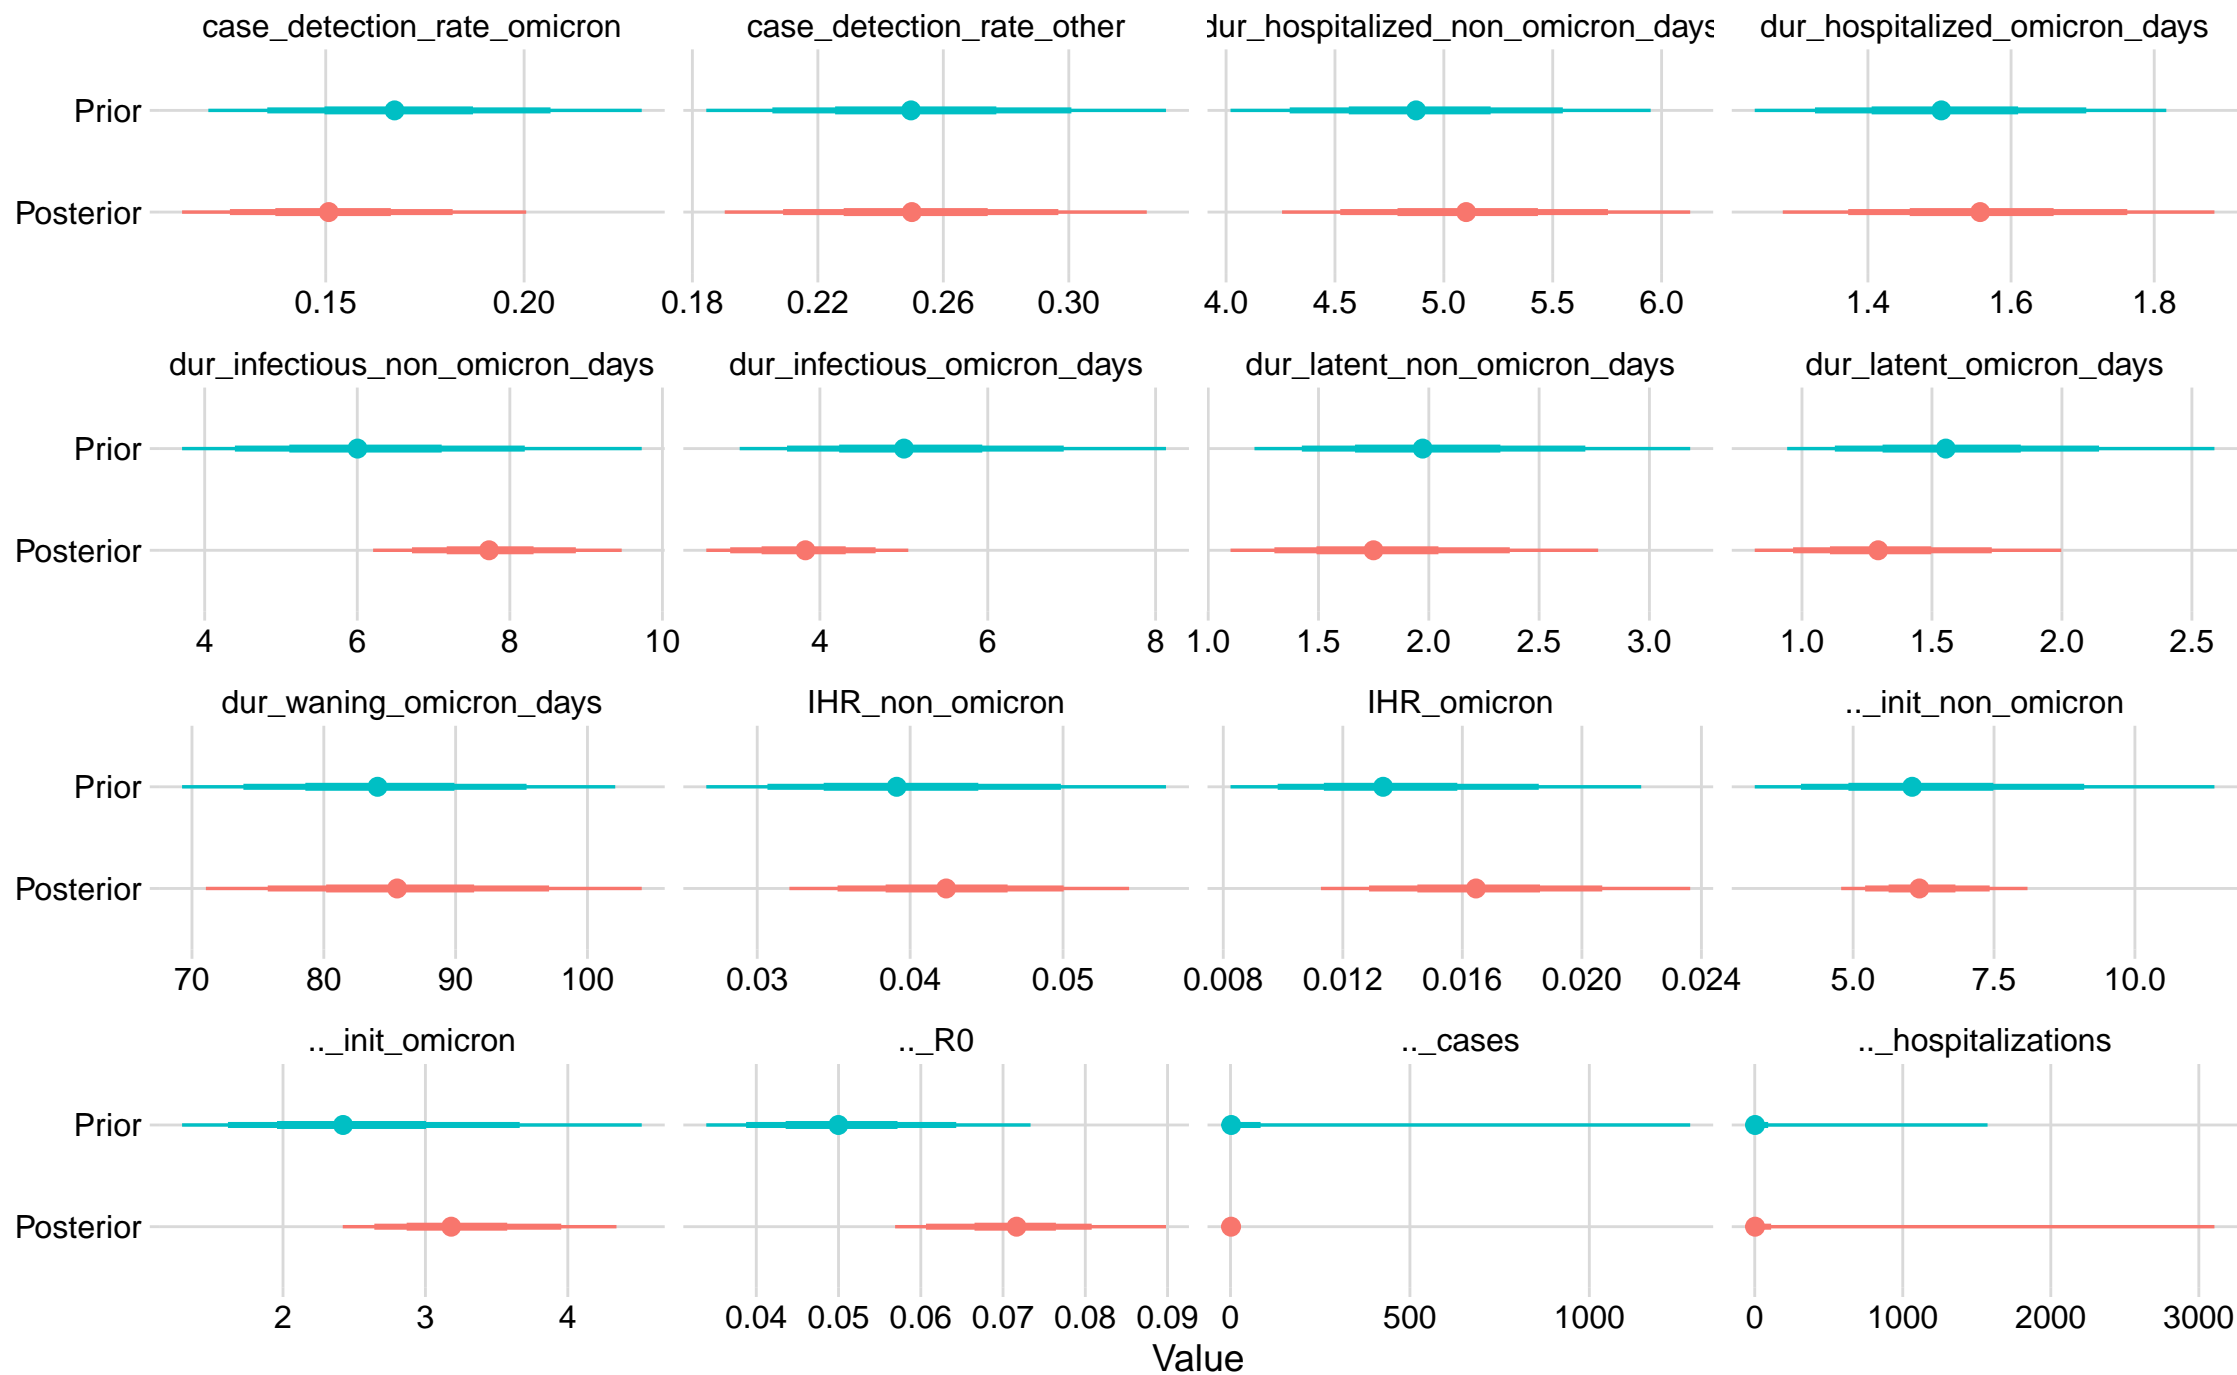 case_detection_rate_omicron case_detection_rate_other dur_hospitalized_non_omicron_days dur_hospitalized_omicron_days
Prior
Posterior
0.15 0.20 0.18 0.22 0.26 0.30 4.0 4.5 5.0 5.5 6.0 1.4 1.6 1.8
dur_infectious_non_omicron_days dur_infectious_omicron_days dur_latent_non_omicron_days dur_latent_omicron_days
Prior
Posterior
4 6 8 10 4 6 8 1.0 1.5 2.0 2.5 3.0 1.0 1.5 2.0 2.5
dur_waning_omicron_days IHR_non_omicron IHR_omicron .._init_non_omicron
Prior
Posterior
70 80 90 100 0.03 0.04 0.05 0.008 0.012 0.016 0.020 0.024 5.0 7.5 10.0
.._init_omicron .._R0 .._cases .._hospitalizations
Prior
Posterior
2 3 4 0.04 0.05 0.06 0.07 0.08 0.09 0 500 1000 0 1000 2000 3000
Value